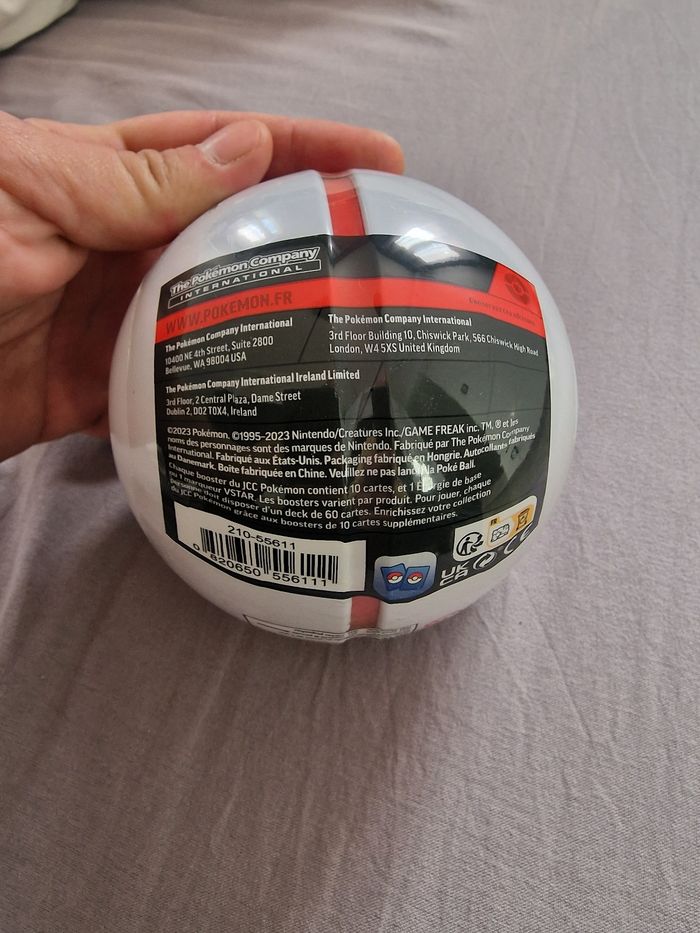 The Pokémon Company
INTERNATIONAL
WWW.POKEMON.FR
The Pokémon Company International
10400 NE 4th Street, Suite 2800
Bellevue, WA 98004 USA
The Pokémon Company International
3rd Floor Building 10, Chiswick Park, 566 Chiswick High Road
London, W4 5XS United Kingdom
The Pokémon Company International Ireland Limited
3rd Floor, 2 Central Plaza, Dame Street
Dublin 2, D02 T0X4, Ireland
©2023 Pokémon. ©1995–2023 Nintendo/Creatures Inc./GAME FREAK inc. TM, ® et les
noms des personnages sont des marques de Nintendo. Fabriqué par The Pokémon Company
International. Fabriqué aux États-Unis. Packaging fabriqué en Hongrie. Autocollants fabriqués
au Danemark. Boîte fabriquée en Chine. Veuillez ne pas lancer la Poké Ball.
Chaque booster du JCC Pokémon contient 10 cartes, et 1 Énergie de base
ou 1 marqueur VSTAR. Les boosters varient par produit. Pour jouer, chaque
personne doit disposer d'un deck de 60 cartes. Enrichissez votre collection
du JCC Pokémon grâce aux boosters de 10 cartes supplémentaires.
210-55611
0 820650 556111
FR
UK
CA
CE